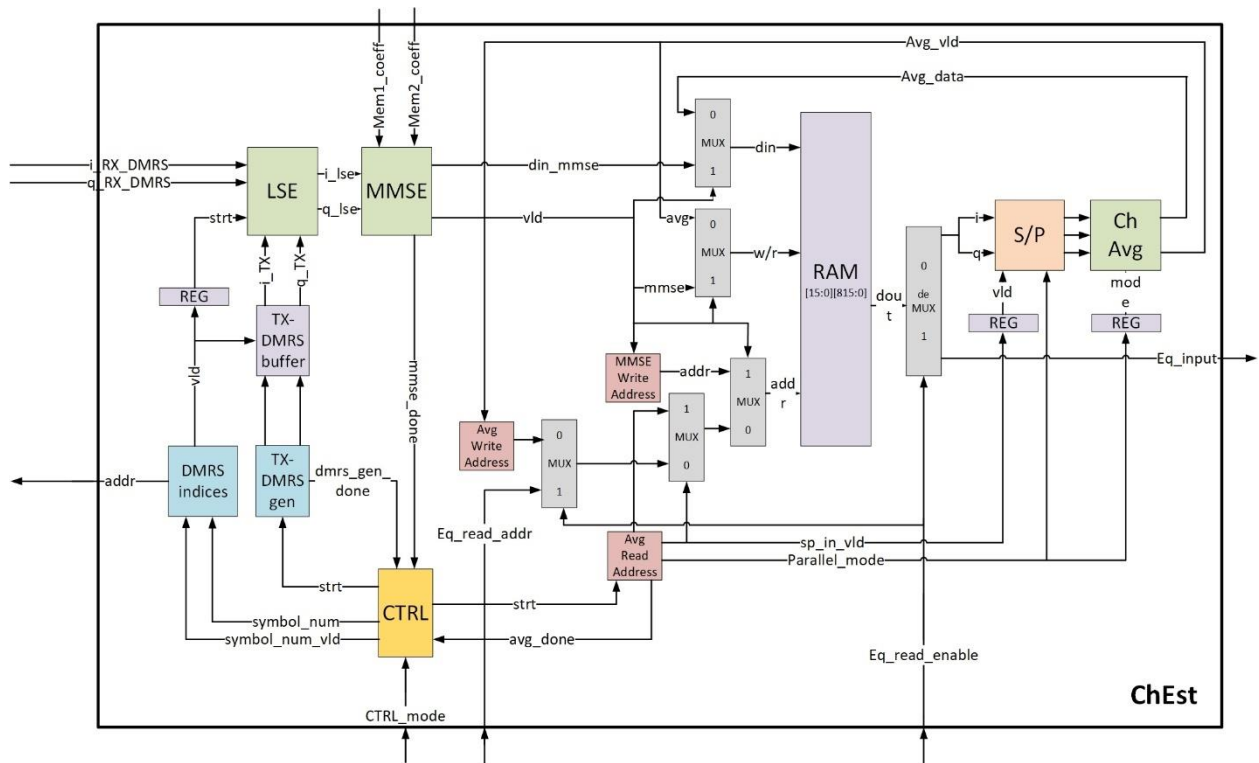 Avg_vld
Avg_data
Mem1_coeff
Mem2_coeff
0
MUX
1
din
i_RX_DMRS
q_RX_DMRS
LSE
i_lse
q_lse
MMSE
din_mmse
vld
strt
i_TX
q_TX
REG
TX-
DMRS
buffer
vld
avg
mmse
0
MUX
1
w/r
RAM
[15:0][815:0]
dou
t
0
de
MUX
1
i
q
S/P
Ch
Avg
vld
mod
e
REG
REG
Eq_input
mmse_done
MMSE
Write
Address
addr
1
MUX
0
add
r
1
MUX
0
Avg
Write
Address
0
MUX
1
addr
DMRS
indices
TX-
DMRS
gen
dmrs_gen_
done
Eq_read_addr
Avg
Read
Address
sp_in_vld
Parallel_mode
strt
CTRL
strt
symbol_num
symbol_num_vld
avg_done
Eq_read_enable
CTRL_mode
ChEst